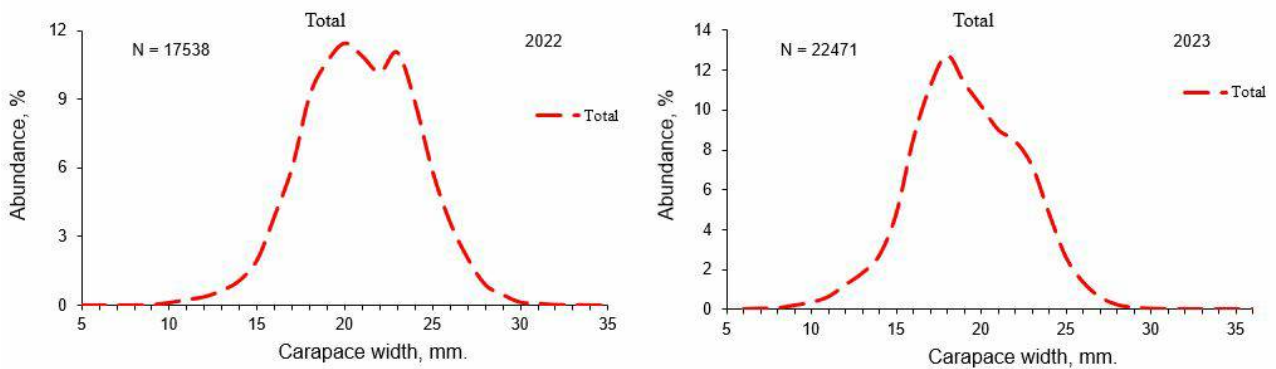 Total
N = 17538
2022
Total
Abundance, %
12
9
6
3
0
5
10
15
20
25
30
35
Carapace width, mm.
Total
N = 22471
2023
Total
Abundance, %
14
12
10
8
6
4
2
0
5
10
15
20
25
30
35
Carapace width, mm.